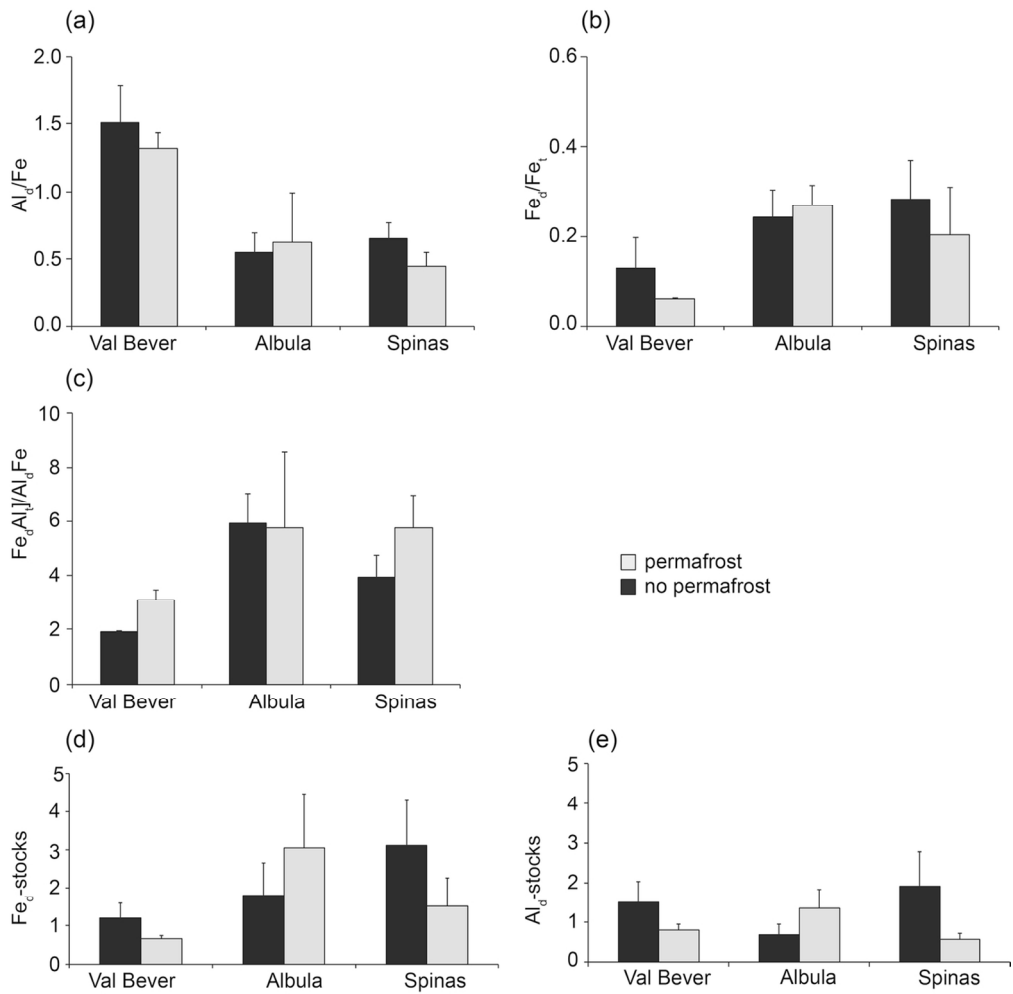 (a)
2.0
1.5
1.0
0.5
0.0
Al_d/Fe
Val Bever Albula Spinas
(b)
0.6
0.4
0.2
0.0
Fe_d/Fe_t
Val Bever Albula Spinas
(c)
10
8
6
4
2
0
Fe_dAl_t]/Al_dFe
Val Bever Albula Spinas
permafrost
no permafrost
(d)
5
4
3
2
1
0
Fe_d-stocks
Val Bever Albula Spinas
(e)
5
4
3
2
1
0
Al_d-stocks
Val Bever Albula Spinas